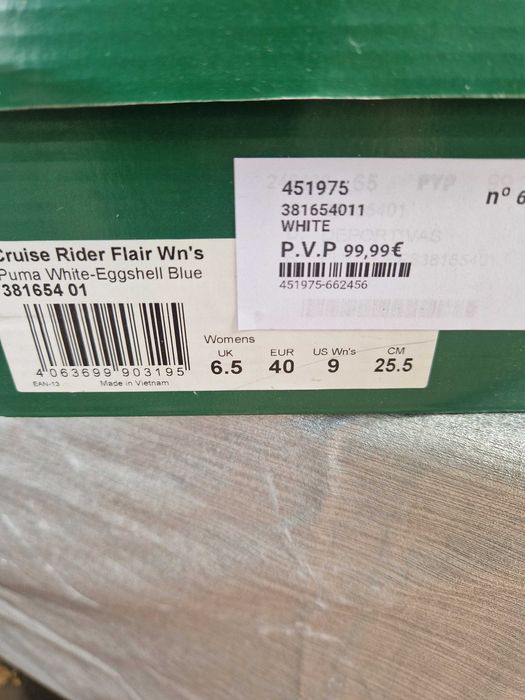 451975
nº 6
381654011
WHITE
P.V.P 99,99€
451975-662456
Cruise Rider Flair Wn's
Puma White-Eggshell Blue
381654 01
4 063699 903195
EAN-13 Made in Vietnam
Womens
UK EUR US Wn's CM
6.5 40 9 25.5